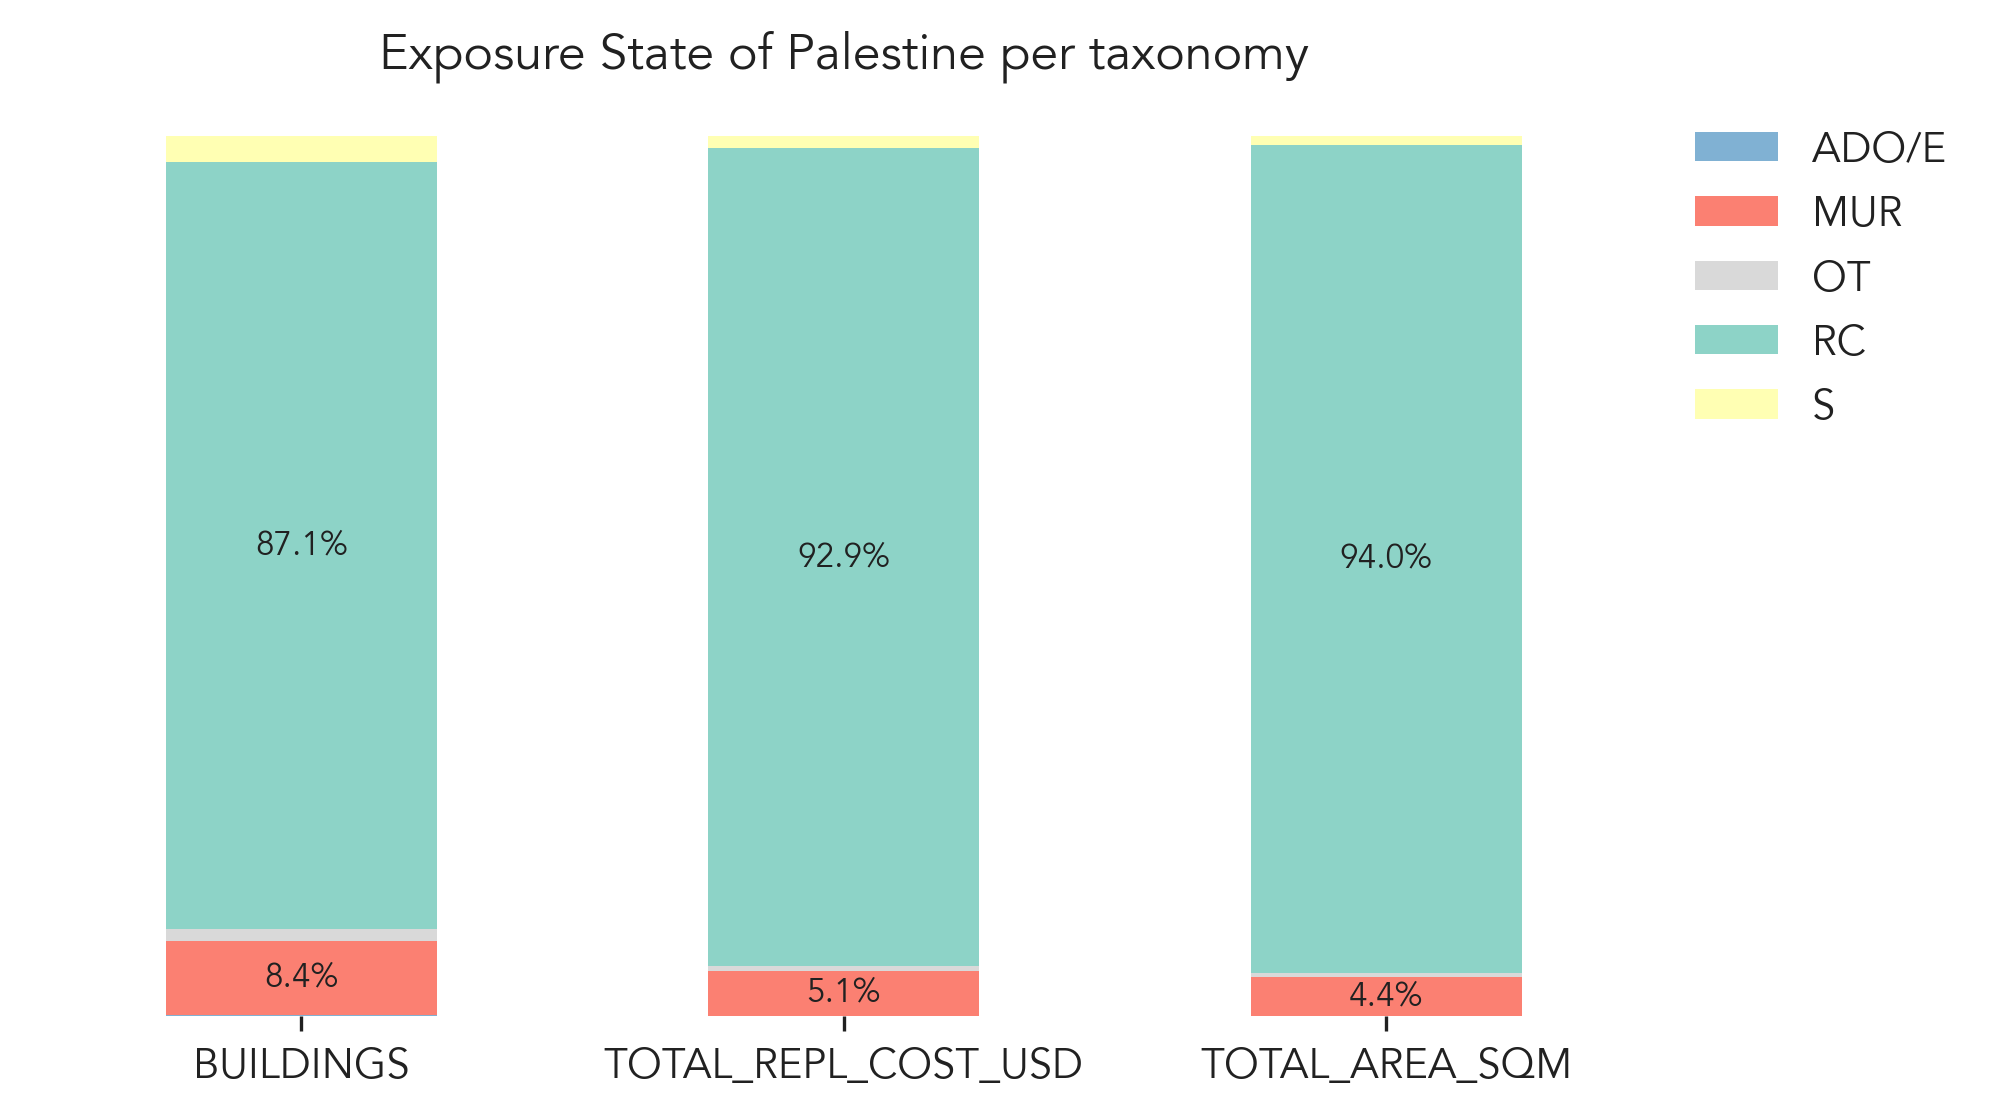 Exposure State of Palestine per taxonomy
ADO/E
MUR
OT
RC
S
87.1%
92.9%
94.0%
8.4%
5.1%
4.4%
BUILDINGS
TOTAL_REPL_COST_USD
TOTAL_AREA_SQM